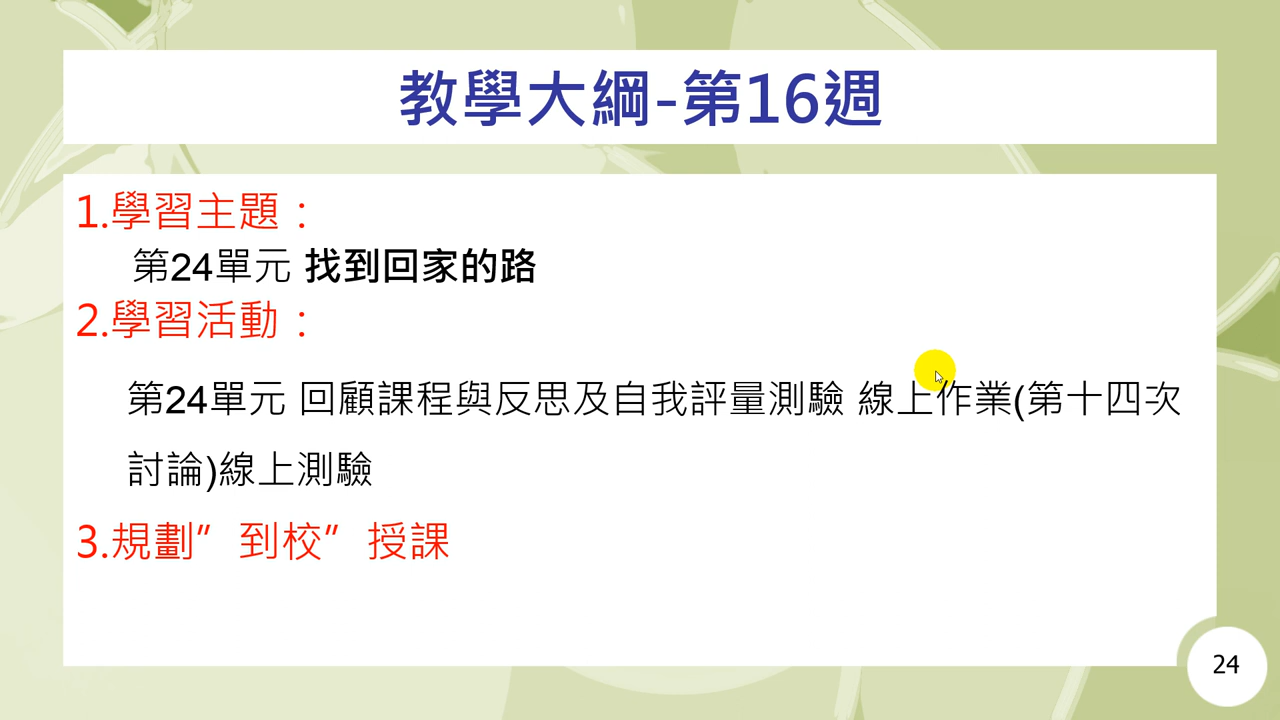 教學大綱-第16週
1.學習主題：
第24單元 找到回家的路
2.學習活動：
第24單元 回顧課程與反思及自我評量測驗 線上作業(第十四次
討論)線上測驗
3.規劃”到校”授課
24